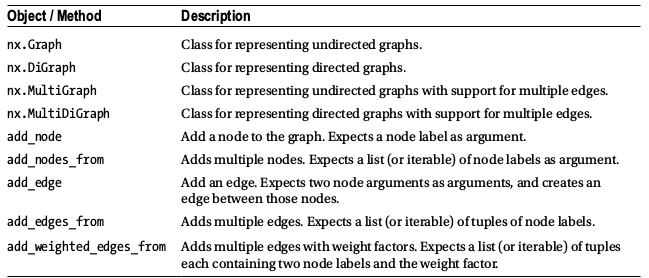 Object / Method Description
nx.Graph Class for representing undirected graphs.
nx.DiGraph Class for representing directed graphs.
nx.MultiGraph Class for representing undirected graphs with support for multiple edges.
nx.MultiDiGraph Class for representing directed graphs with support for multiple edges.
add_node Add a node to the graph. Expects a node label as argument.
add_nodes_from Adds multiple nodes. Expects a list (or iterable) of node labels as argument.
add_edge Add an edge. Expects two node arguments as arguments, and creates an
edge between those nodes.
add_edges_from Adds multiple edges. Expects a list (or iterable) of tuples of node labels.
add_weighted_edges_from Adds multiple edges with weight factors. Expects a list (or iterable) of tuples
each containing two node labels and the weight factor.